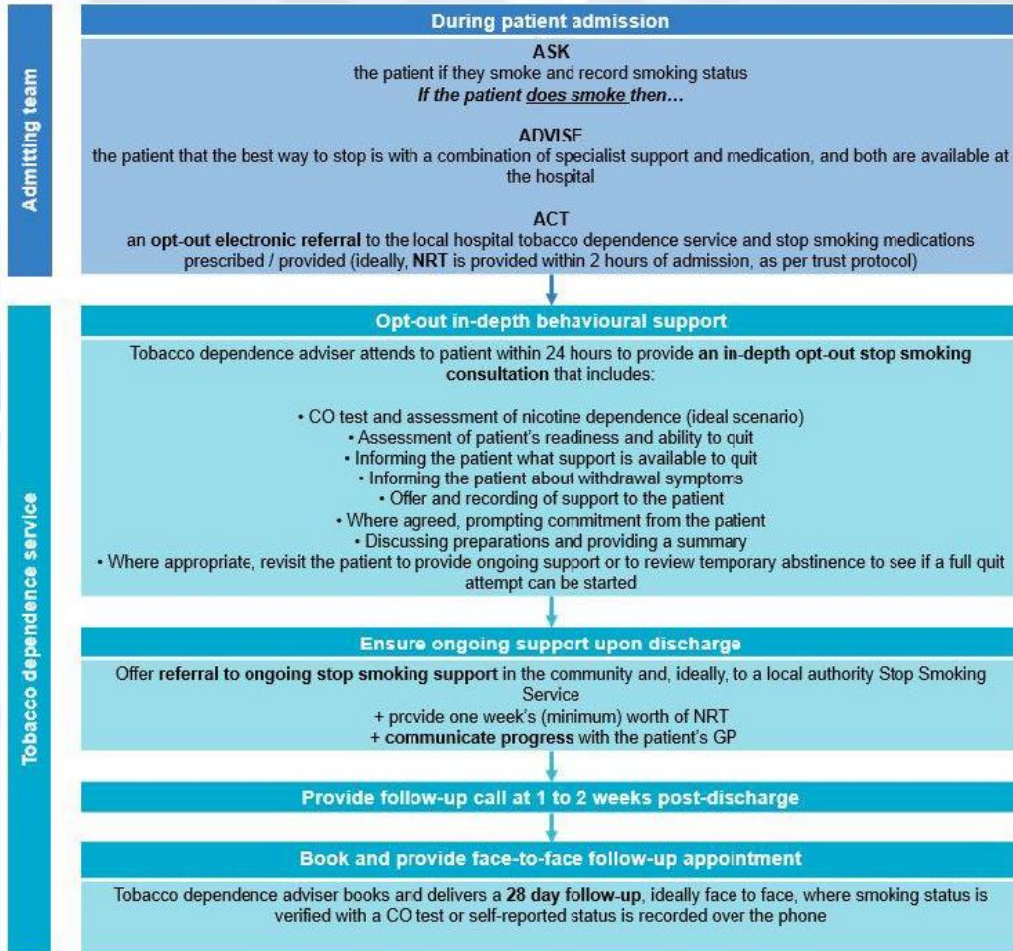 Admitting team
During patient admission
ASK
the patient if they smoke and record smoking status
If the patient does smoke then...
ADVISE
the patient that the best way to stop is with a combination of specialist support and medication, and both are available at
the hospital
ACT
an opt-out electronic referral to the local hospital tobacco dependence service and stop smoking medications
prescribed / provided (ideally, NRT is provided within 2 hours of admission, as per trust protocol)
Tobacco dependence service
Opt-out in-depth behavioural support
Tobacco dependence adviser attends to patient within 24 hours to provide an in-depth opt-out stop smoking
consultation that includes:
• CO test and assessment of nicotine dependence (ideal scenario)
• Assessment of patient's readiness and ability to quit
• Informing the patient what support is available to quit
• Informing the patient about withdrawal symptoms
• Offer and recording of support to the patient
• Where agreed, prompting commitment from the patient
• Discussing preparations and providing a summary
• Where appropriate, revisit the patient to provide ongoing support or to review temporary abstinence to see if a full quit
attempt can be started
Ensure ongoing support upon discharge
Offer referral to ongoing stop smoking support in the community and, ideally, to a local authority Stop Smoking
Service
+ provide one week's (minimum) worth of NRT
+ communicate progress with the patient's GP
Provide follow-up call at 1 to 2 weeks post-discharge
Book and provide face-to-face follow-up appointment
Tobacco dependence adviser books and delivers a 28 day follow-up, ideally face to face, where smoking status is
verified with a CO test or self-reported status is recorded over the phone